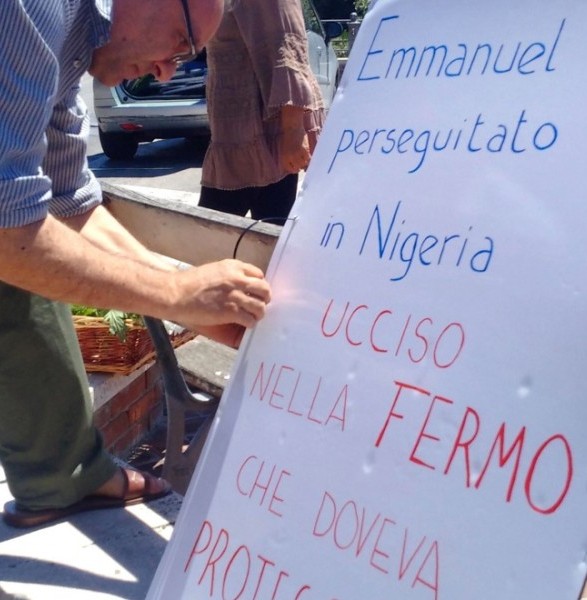 Emmanuel
perseguitato
in Nigeria
UCCISO
NELLA FERMO
CHE DOVEVA